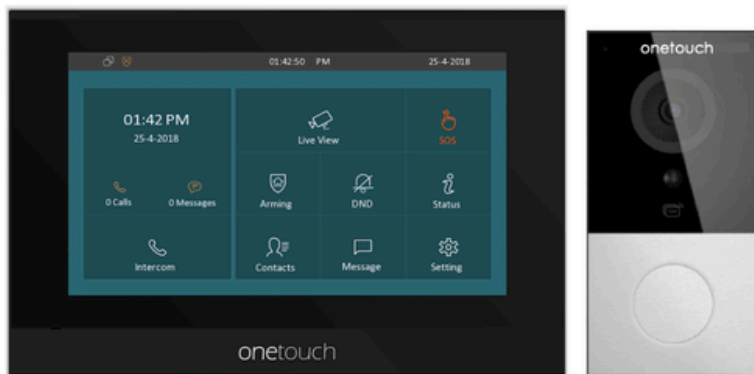 01:42:50 PM 25-4-2018
01:42 PM
25-4-2018
0 Calls 0 Messages
Intercom
Live View
SOS
Arming DND Status
Contacts Message Setting
onetouch
onetouch